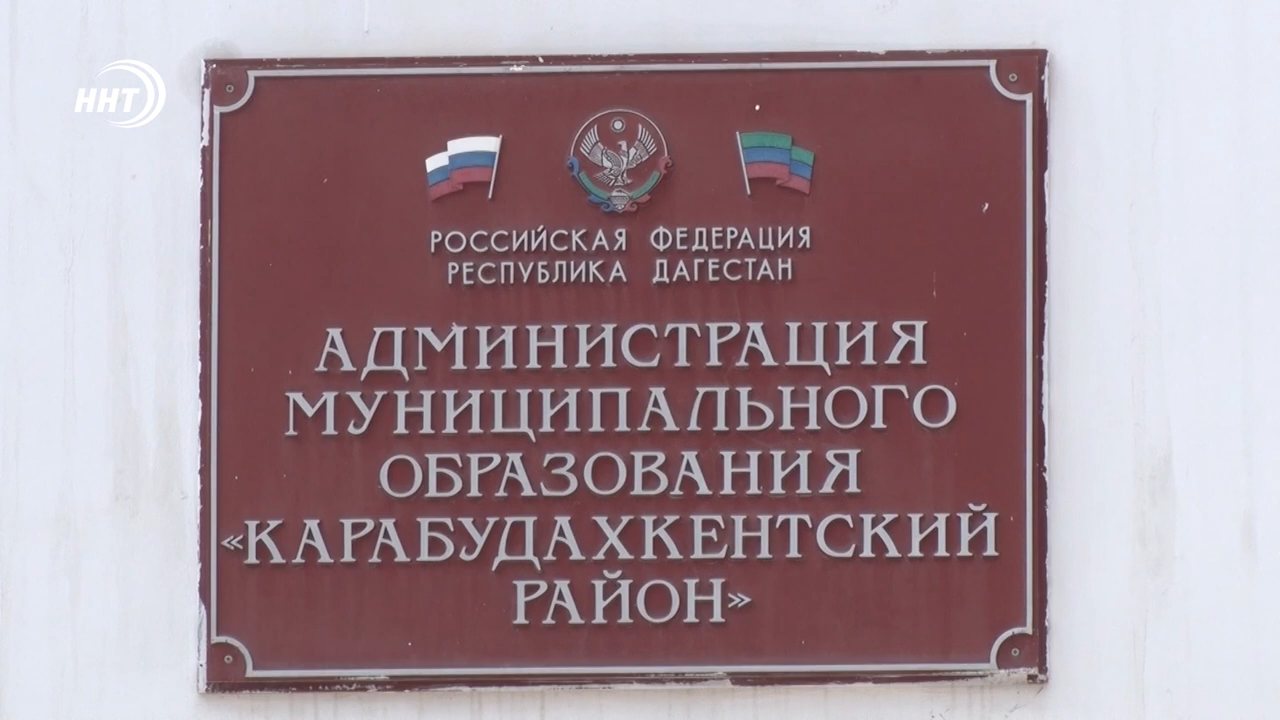 ННТ
РОССИЙСКАЯ ФЕДЕРАЦИЯ
РЕСПУБЛИКА ДАГЕСТАН
АДМИНИСТРАЦИЯ
МУНИЦИПАЛЬНОГО
ОБРАЗОВАНИЯ
«КАРАБУДАХКЕНТСКИЙ
РАЙОН»